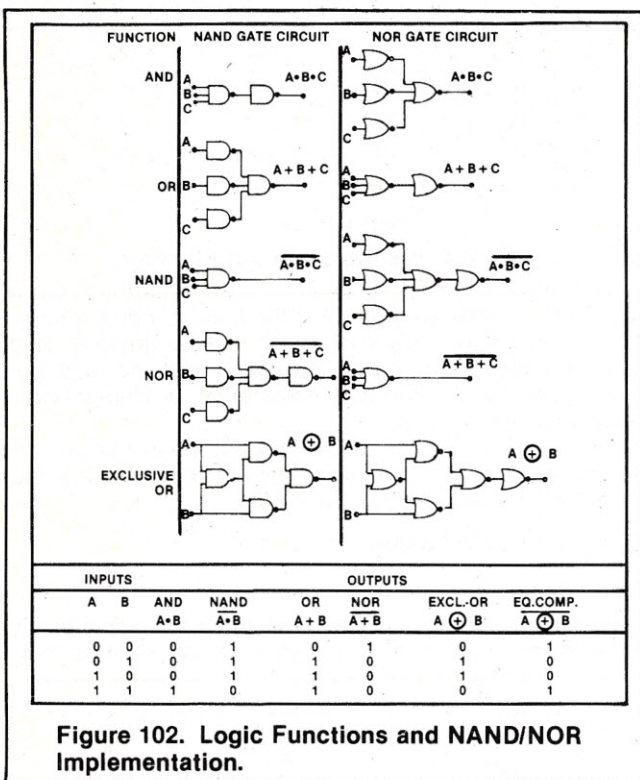 FUNCTION NAND GATE CIRCUIT NOR GATE CIRCUIT
AND
A
B
C
A•B•C
A
B
C
A•B•C
OR
A
B
C
A + B + C
A
B
C
A + B + C
NAND
A
B
C
A•B•C
A
B
C
A•B•C
NOR
A
B
C
A + B + C
A
B
C
A + B + C
EXCLUSIVE
OR
A
B
A ⊕ B
A
B
A ⊕ B
INPUTS OUTPUTS
A B AND NAND OR NOR EXCL.-OR EQ.COMP.
A•B A•B A + B A + B A ⊕ B A ⊕ B
0 0 0 1 0 1 0 1
0 1 0 1 1 0 1 0
1 0 0 1 1 0 1 0
1 1 1 0 1 0 0 1
Figure 102. Logic Functions and NAND/NOR
Implementation.